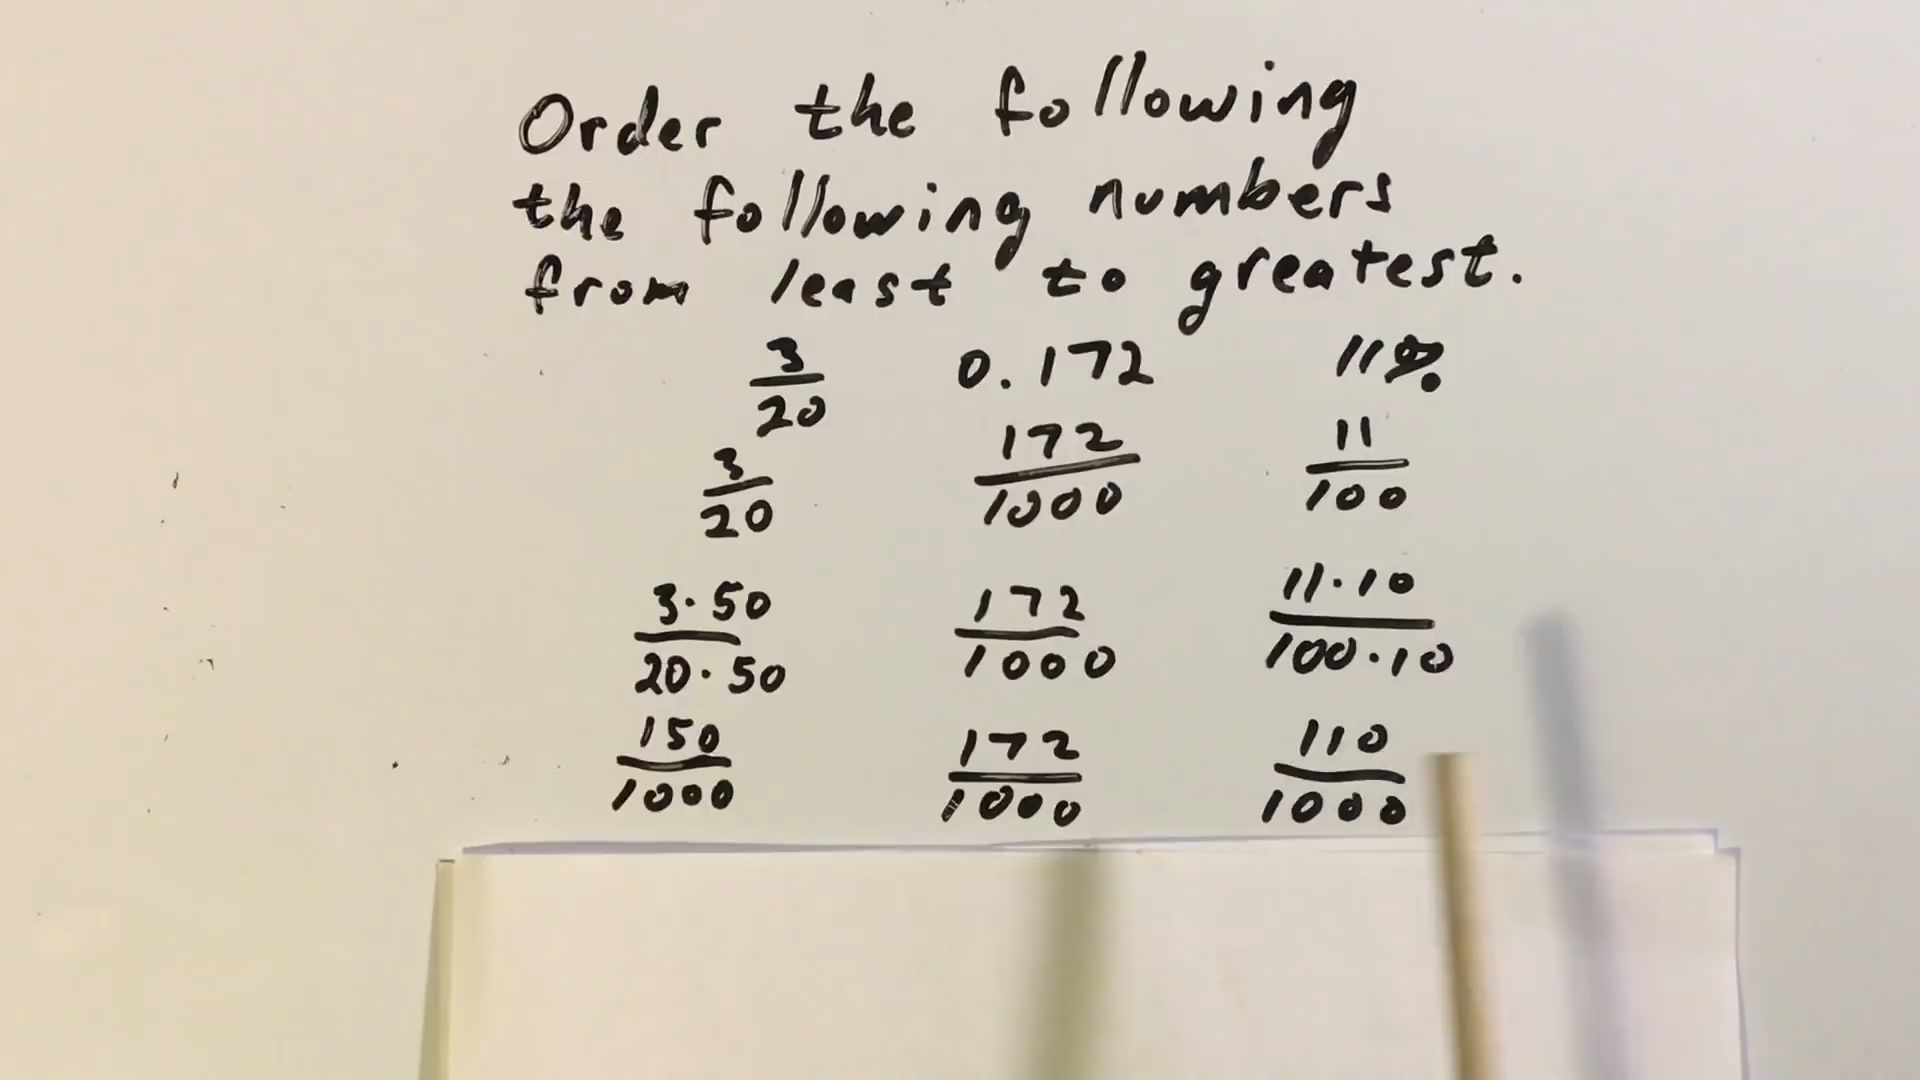 Order the following
the following numbers
from least to greatest.
3/20 0.172 11%
3/20 172/1000 11/100
3·50/20·50 172/1000 11·10/100·10
150/1000 172/1000 110/1000